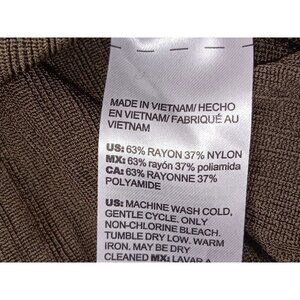 MADE IN VIETNAM/ HECHO
EN VIETNAM/ FABRIQUÉ AU
VIETNAM
US: 63% RAYON 37% NYLON
MX: 63% rayón 37% poliamida
CA: 63% RAYONNE 37%
POLYAMIDE
US: MACHINE WASH COLD,
GENTLE CYCLE. ONLY
NON-CHLORINE BLEACH.
TUMBLE DRY LOW. WARM
IRON. MAY BE DRY
CLEANED MX: LAVAR A